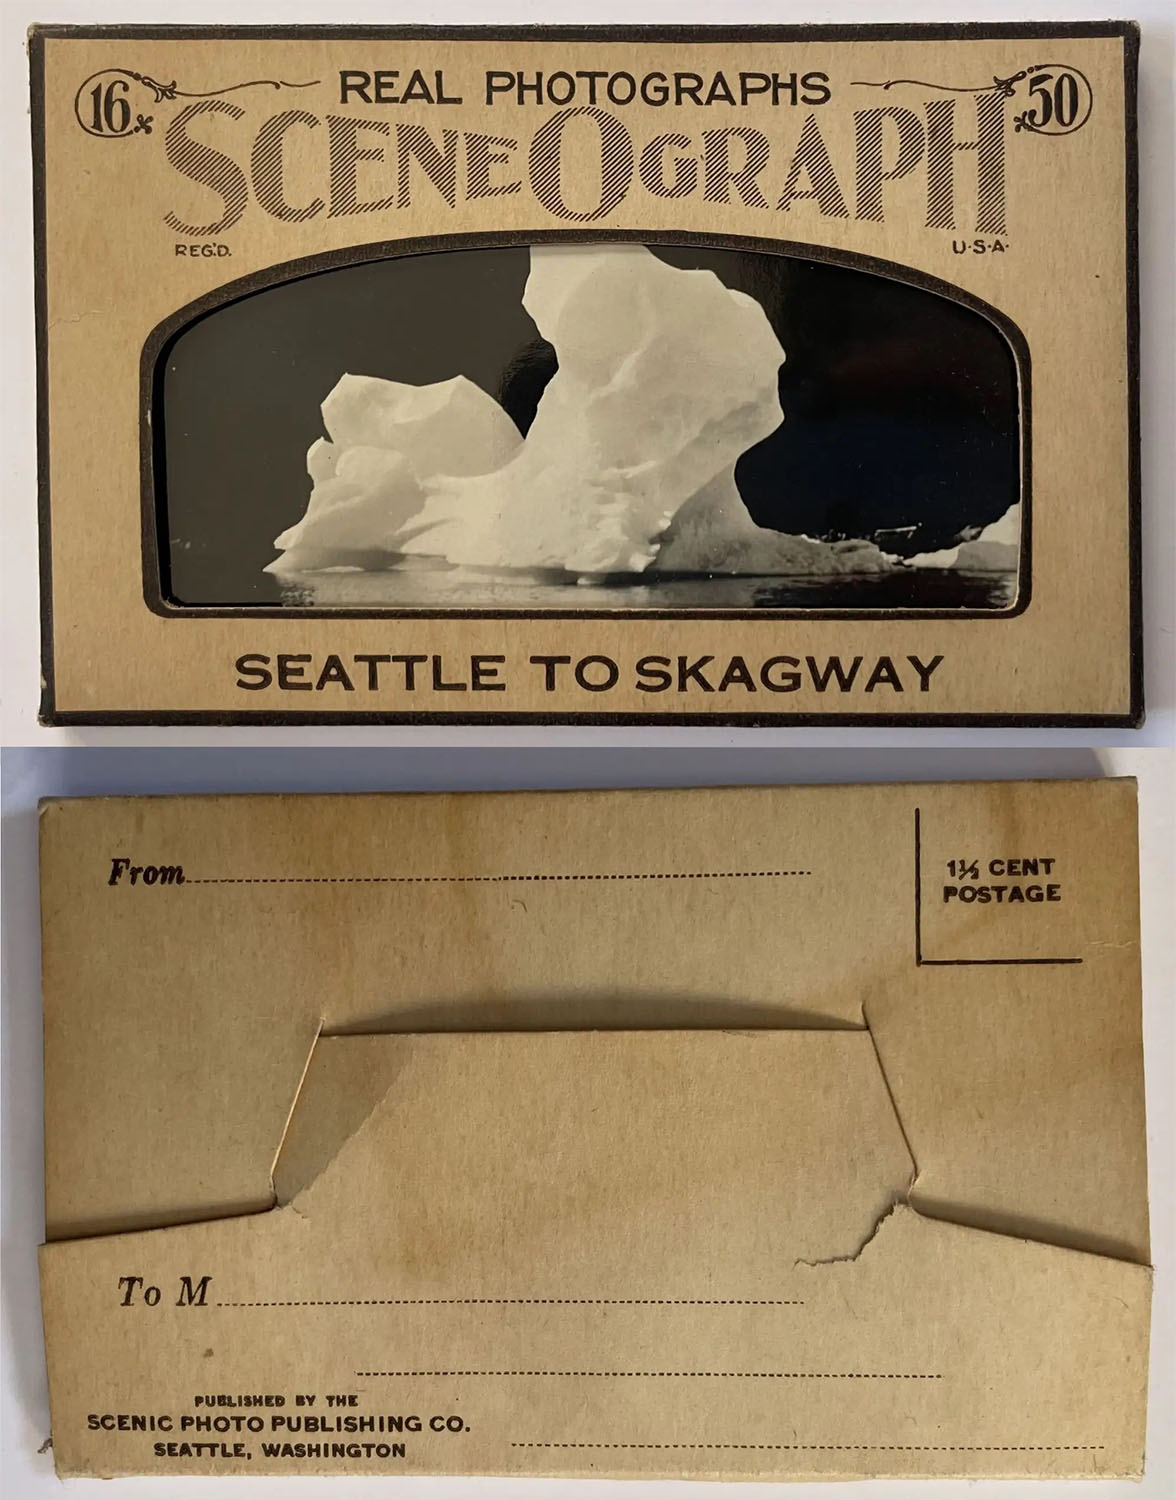 16 REAL PHOTOGRAPHS 50
SCENEOGRAPH
REG'D. U·S·A·
SEATTLE TO SKAGWAY
From
1½ CENT
POSTAGE
To M
PUBLISHED BY THE
SCENIC PHOTO PUBLISHING CO.
SEATTLE, WASHINGTON